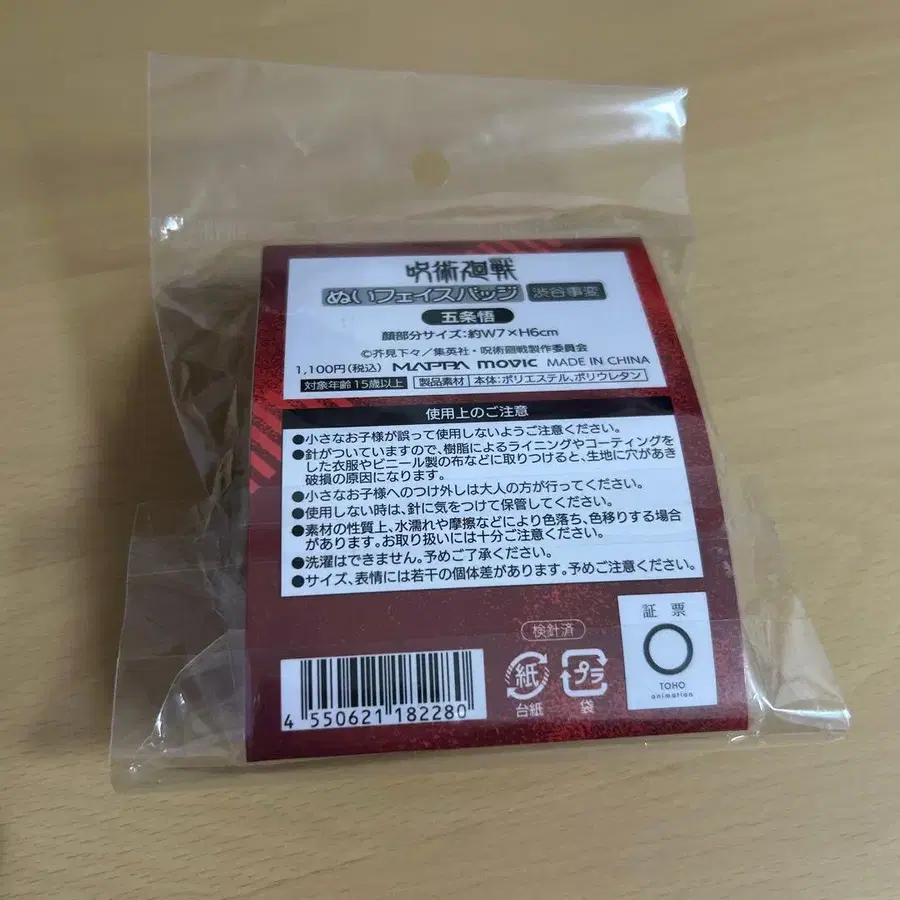 呪術廻戦
ぬいフェイスバッジ 渋谷事変
五条悟
顔部分サイズ:約W7×H6cm
©芥見下々／集英社・呪術廻戦製作委員会
1,100円(税込) MAPPA movic MADE IN CHINA
対象年齢 15歳以上 製品素材 本体:ポリエステル、ポリウレタン
使用上のご注意
●小さなお子様が誤って使用しないようご注意ください。
●針がついていますので、樹脂によるライニングやコーティングを
した衣服やビニール製の布などに取りつけると、生地に穴があき
破損の原因になります。
●小さなお子様へのつけ外しは大人の方が行ってください。
●使用しない時は、針に気をつけて保管してください。
●素材の性質上、水濡れや摩擦などにより色落ち、色移りする場合
があります。お取り扱いには十分ご注意ください。
●洗濯はできません。予めご了承ください。
●サイズ、表情には若干の個体差があります。予めご注意ください。
検針済
証票
TOHO
animation
紙
台紙
プラ
袋
4 550621 182280